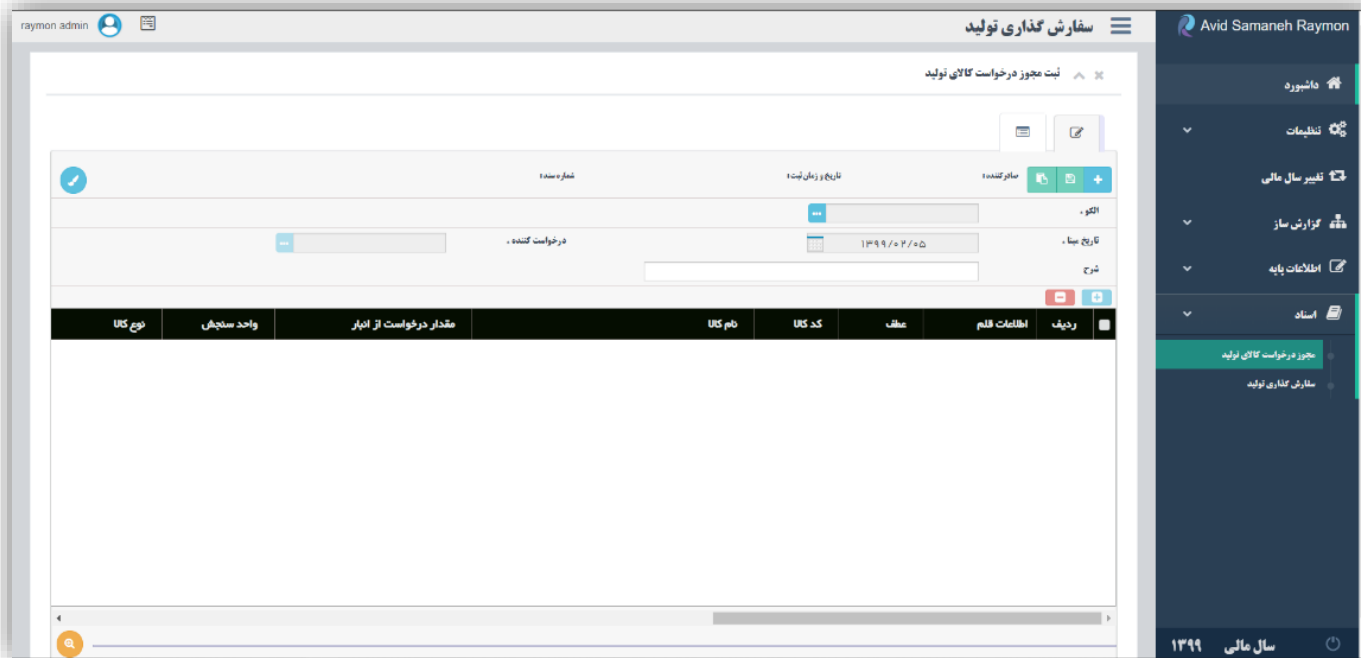 Avid Samaneh Raymon
داشبورد
تنظیمات
تغییر سال مالی
گزارش ساز
اطلاعات پایه
اسناد
مجوز درخواست کالای تولید
سفارش گذاری تولید
سال مالی ۱۳۹۹
سفارش گذاری تولید
raymon admin
ثبت مجوز درخواست کالای تولید
صادرکننده : تاریخ و زمان ثبت : شماره سند :
الگو
تاریخ مبنا ۱۳۹۹/۰۲/۰۵ درخواست کننده
شرح
ردیف اطلاعات قلم عطف کد کالا نام کالا مقدار درخواست از انبار واحد سنجش نوع کالا